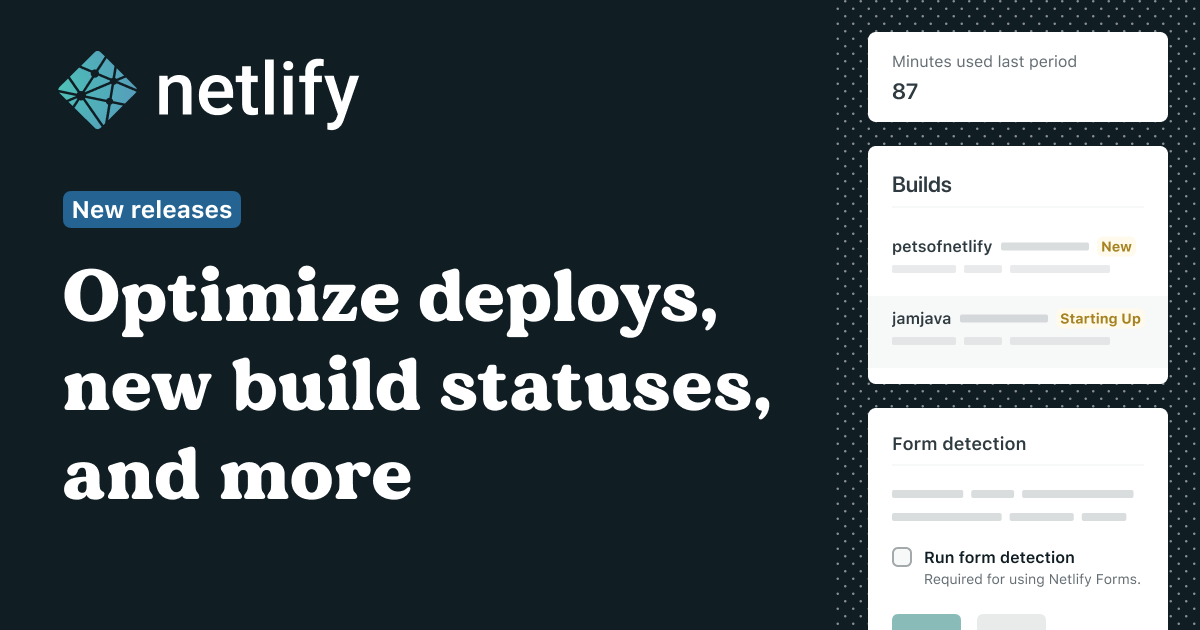 netlify
New releases
Optimize deploys,
new build statuses,
and more
Minutes used last period
87
Builds
petsofnetlify New
jamjava Starting Up
Form detection
Run form detection
Required for using Netlify Forms.